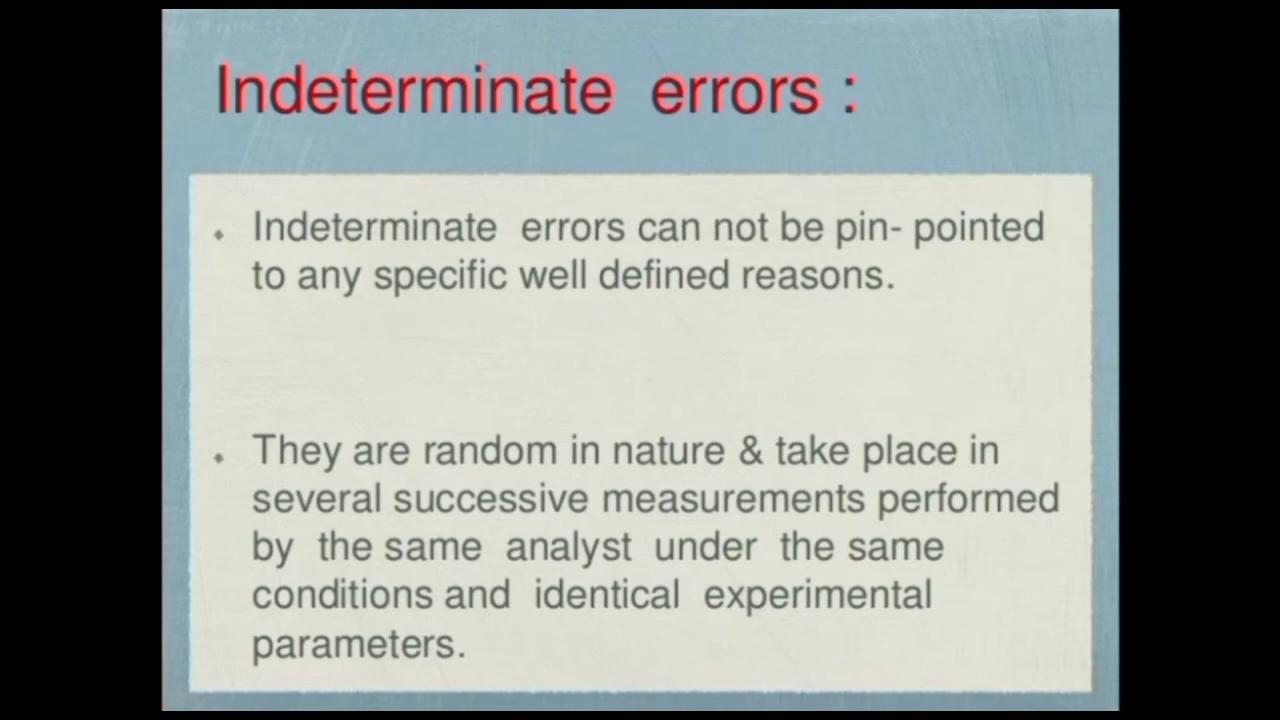 Indeterminate errors :
Indeterminate errors can not be pin- pointed
to any specific well defined reasons.
They are random in nature & take place in
several successive measurements performed
by the same analyst under the same
conditions and identical experimental
parameters.